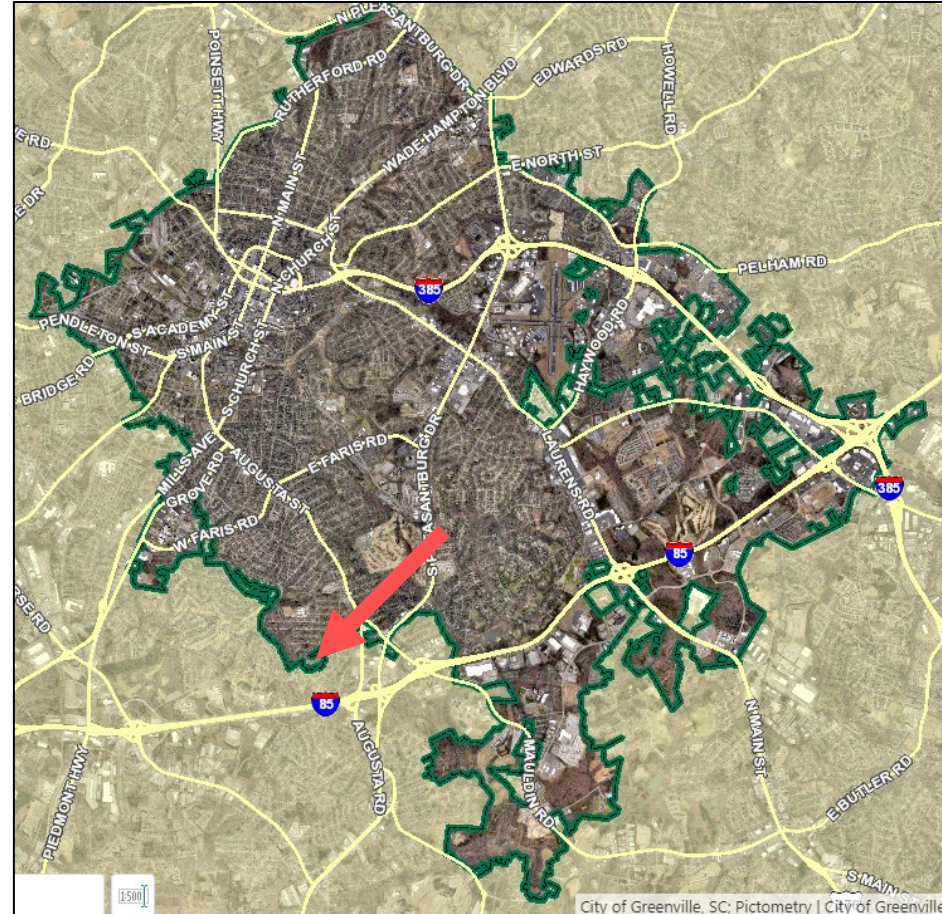 N PLEASANTBURG DR
POINSETT HWY
RUTHERFORD RD
EDWARDS RD
HOWELL RD
WADE HAMPTON BLVD
E RD
E NORTH ST
N MAIN ST
E DR
N CHURCH ST
PELHAM RD
385
S ACADEMY ST
PENDLETON ST
S MAIN ST
HAYWOOD RD
BRIDGE RD
S CHURCH ST
S PLEASANTBURG DR
LAURENS RD
MILLS AVE
E FARIS RD
AUGUSTA ST
GROVE RD
385
W FARIS RD
85
85
AUGUSTA RD
N MAIN ST
MAULDIN RD
PIEDMONT HWY
E BUTLER RD
S MAIN ST
1:500
City of Greenville, SC; Pictometry | City of Greenville